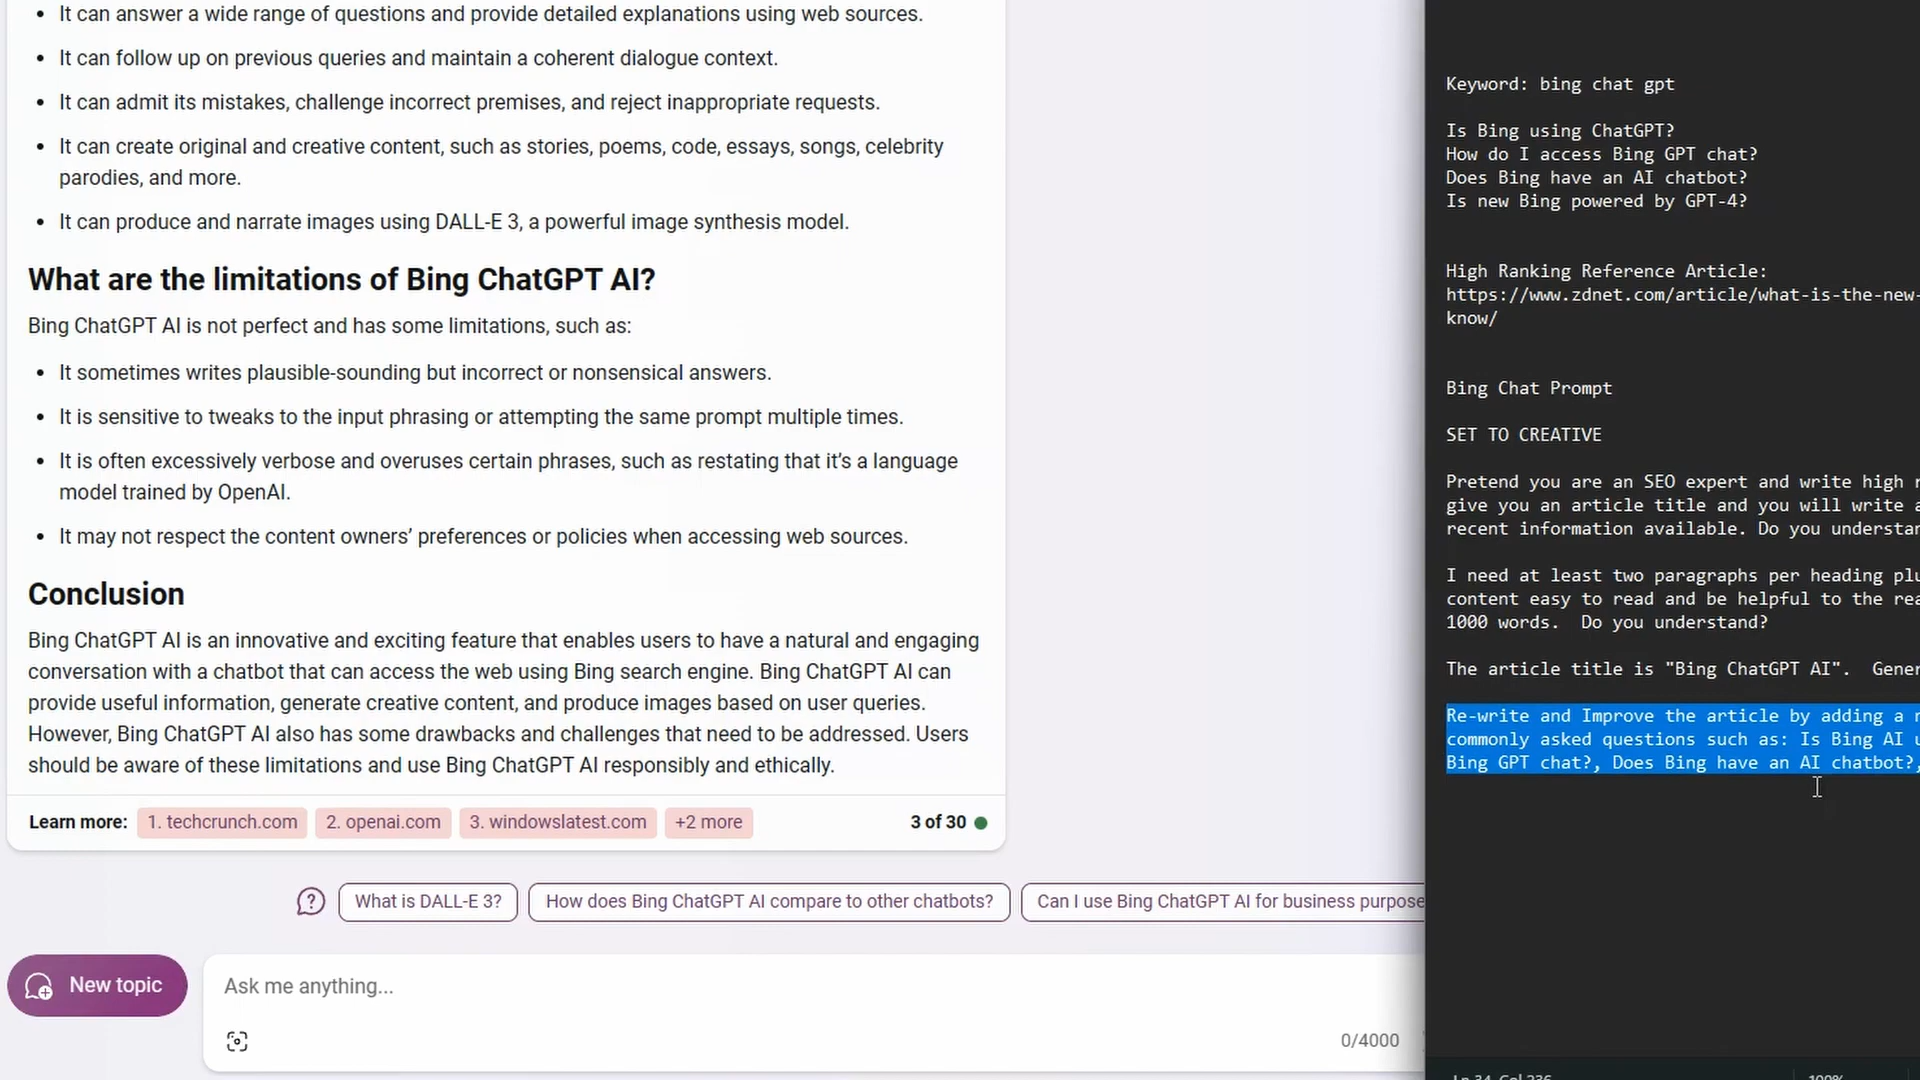 It can answer a wide range of questions and provide detailed explanations using web sources.
It can follow up on previous queries and maintain a coherent dialogue context.
It can admit its mistakes, challenge incorrect premises, and reject inappropriate requests.
It can create original and creative content, such as stories, poems, code, essays, songs, celebrity
parodies, and more.
It can produce and narrate images using DALL-E 3, a powerful image synthesis model.
What are the limitations of Bing ChatGPT AI?
Bing ChatGPT AI is not perfect and has some limitations, such as:
It sometimes writes plausible-sounding but incorrect or nonsensical answers.
It is sensitive to tweaks to the input phrasing or attempting the same prompt multiple times.
It is often excessively verbose and overuses certain phrases, such as restating that it's a language
model trained by OpenAI.
It may not respect the content owners' preferences or policies when accessing web sources.
Conclusion
Bing ChatGPT AI is an innovative and exciting feature that enables users to have a natural and engaging
conversation with a chatbot that can access the web using Bing search engine. Bing ChatGPT AI can
provide useful information, generate creative content, and produce images based on user queries.
However, Bing ChatGPT AI also has some drawbacks and challenges that need to be addressed. Users
should be aware of these limitations and use Bing ChatGPT AI responsibly and ethically.
Learn more: 1. techcrunch.com 2. openai.com 3. windowslatest.com +2 more 3 of 30
What is DALL-E 3? How does Bing ChatGPT AI compare to other chatbots? Can I use Bing ChatGPT AI for business purpose
New topic
Ask me anything...
0/4000
Keyword: bing chat gpt
Is Bing using ChatGPT?
How do I access Bing GPT chat?
Does Bing have an AI chatbot?
Is new Bing powered by GPT-4?
High Ranking Reference Article:
https://www.zdnet.com/article/what-is-the-new-
know/
Bing Chat Prompt
SET TO CREATIVE
Pretend you are an SEO expert and write high
give you an article title and you will write
recent information available. Do you
I need at least two paragraphs per heading
content easy to read and be helpful to the
1000 words. Do you understand?
The article title is "Bing ChatGPT AI".
Re-write and Improve the article by adding a
commonly asked questions such as: Is Bing AI
Bing GPT chat?, Does Bing have an AI chatbot?,